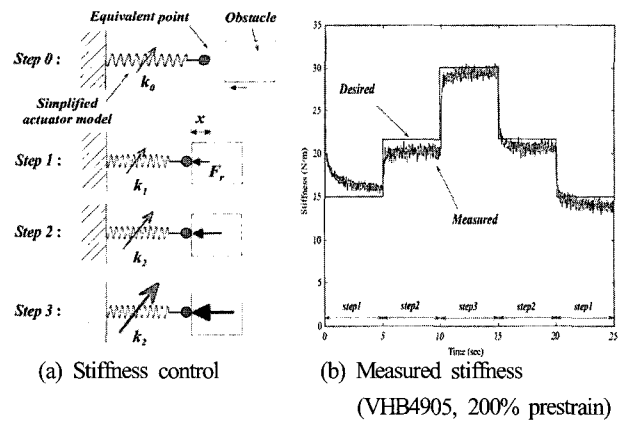 Equivalent point
Obstacle
Step 0 :
k0
Simplified
actuator model
x
Step 1 :
k1
Fr
Step 2 :
k2
Step 3 :
k2
(a) Stiffness control
35
30
25
20
15
10
5
0
Stiffness (N/m)
Desired
Measured
step1 step2 step3 step2 step1
0 5 10 15 20 25
Time (sec)
(b) Measured stiffness
(VHB4905, 200% prestrain)